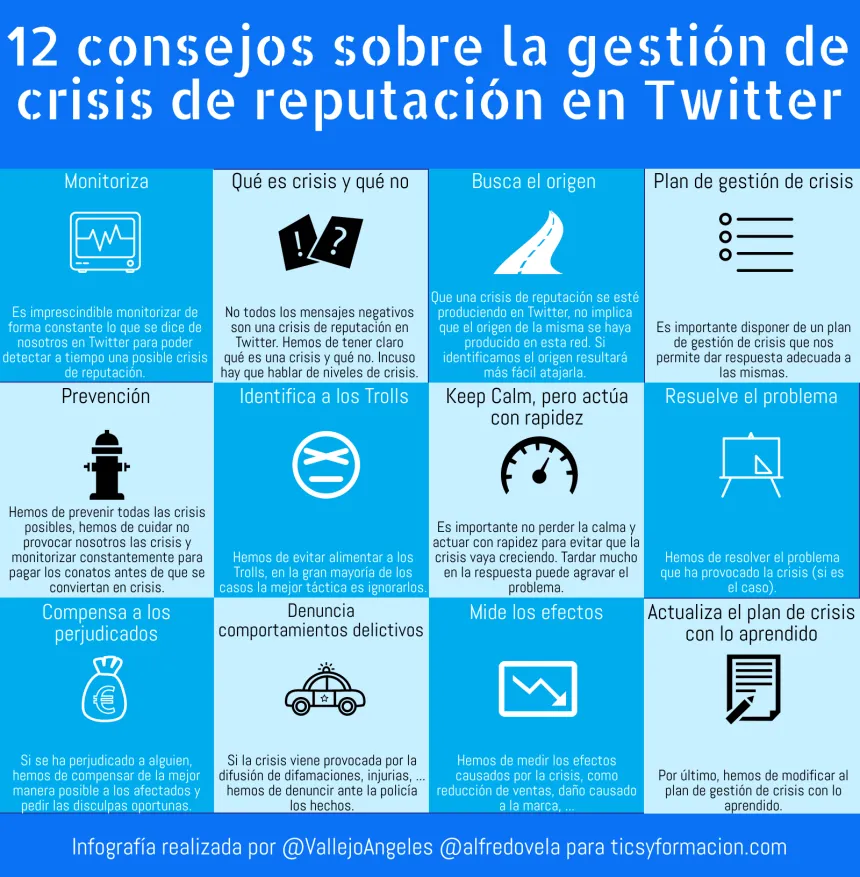 12 consejos sobre la gestión de
crisis de reputación en Twitter
Monitoriza
Es imprescindible monitorizar de
forma constante lo que se dice de
nosotros en Twitter para poder
detectar a tiempo una posible crisis
de reputación.
Qué es crisis y qué no
! ?
No todos los mensajes negativos
son una crisis de reputación en
Twitter. Hemos de tener claro
qué es una crisis y qué no. Incuso
hay que hablar de niveles de crisis.
Busca el origen
Que una crisis de reputación se esté
produciendo en Twitter, no implica
que el origen de la misma se haya
producido en esta red. Si
identificamos el origen resultará
más fácil atajarla.
Plan de gestión de crisis
Es importante disponer de un plan
de gestión de crisis que nos
permite dar respuesta adecuada a
las mismas.
Prevención
Hemos de prevenir todas las crisis
posibles, hemos de cuidar no
provocar nosotros las crisis y
monitorizar constantemente para
pagar los conatos antes de que se
conviertan en crisis.
Identifica a los Trolls
Hemos de evitar alimentar a los
Trolls, en la gran mayoría de los
casos la mejor táctica es ignorarlos.
Keep Calm, pero actúa
con rapidez
Es importante no perder la calma y
actuar con rapidez para evitar que la
crisis vaya creciendo. Tardar mucho
en la respuesta puede agravar el
problema.
Resuelve el problema
Hemos de resolver el problema
que ha provocado la crisis (si es
el caso).
Compensa a los
perjudicados
€
Si se ha perjudicado a alguien,
hemos de compensar de la mejor
manera posible a los afectados y
pedir las disculpas oportunas.
Denuncia
comportamientos delictivos
Si la crisis viene provocada por la
difusión de difamaciones, injurias, ...
hemos de denunciar ante la policía
los hechos.
Mide los efectos
Hemos de medir los efectos
causados por la crisis, como
reducción de ventas, daño causado
a la marca, ...
Actualiza el plan de crisis
con lo aprendido
Por último, hemos de modificar al
plan de gestión de crisis con lo
aprendido.
Infografía realizada por @VallejoAngeles @alfredovela para ticsyformacion.com